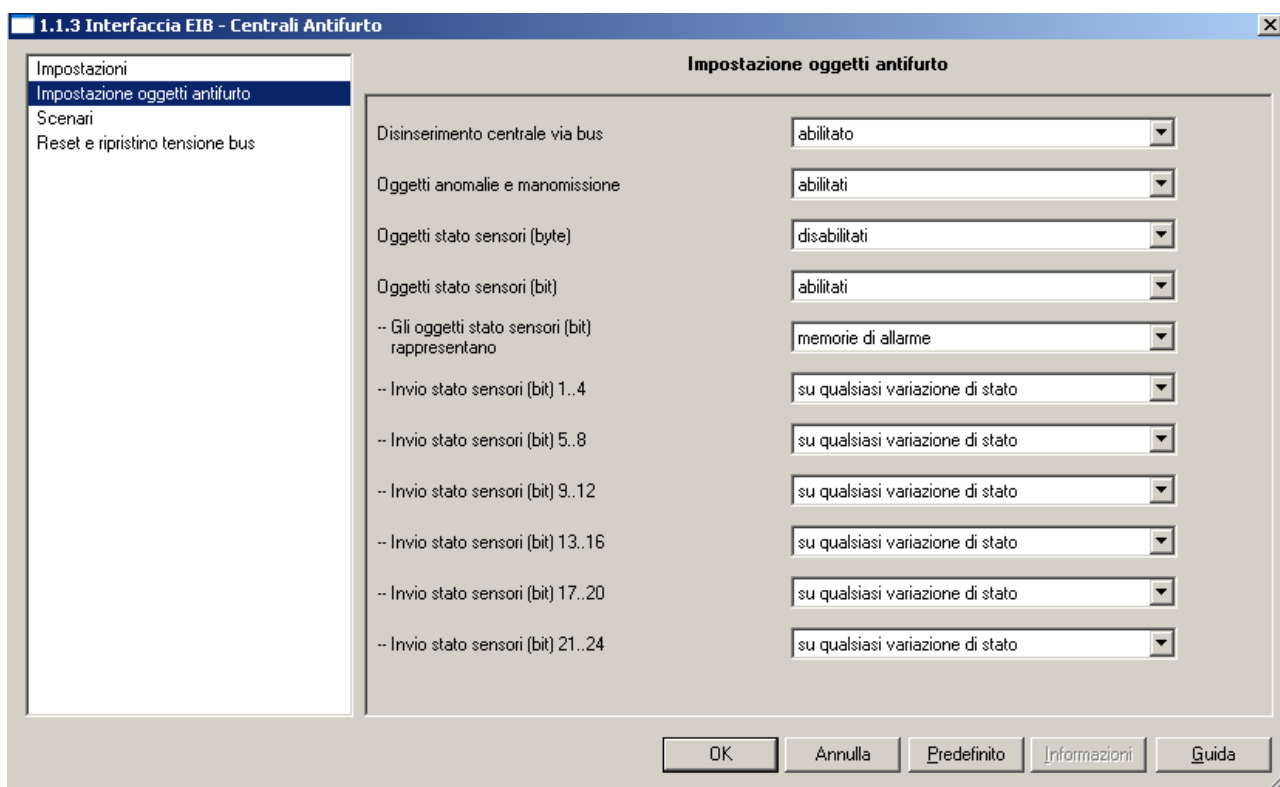 1.1.3 Interfaccia EIB - Centrali Antifurto
Impostazioni
Impostazione oggetti antifurto
Scenari
Reset e ripristino tensione bus
Impostazione oggetti antifurto
Disinserimento centrale via bus
abilitato
Oggetti anomalie e manomissione
abilitati
Oggetti stato sensori (byte)
disabilitati
Oggetti stato sensori (bit)
abilitati
-- Gli oggetti stato sensori (bit)
rappresentano
memorie di allarme
-- Invio stato sensori (bit) 1..4
su qualsiasi variazione di stato
-- Invio stato sensori (bit) 5..8
su qualsiasi variazione di stato
-- Invio stato sensori (bit) 9..12
su qualsiasi variazione di stato
-- Invio stato sensori (bit) 13..16
su qualsiasi variazione di stato
-- Invio stato sensori (bit) 17..20
su qualsiasi variazione di stato
-- Invio stato sensori (bit) 21..24
su qualsiasi variazione di stato
OK
Annulla
Predefinito
Informazioni
Guida